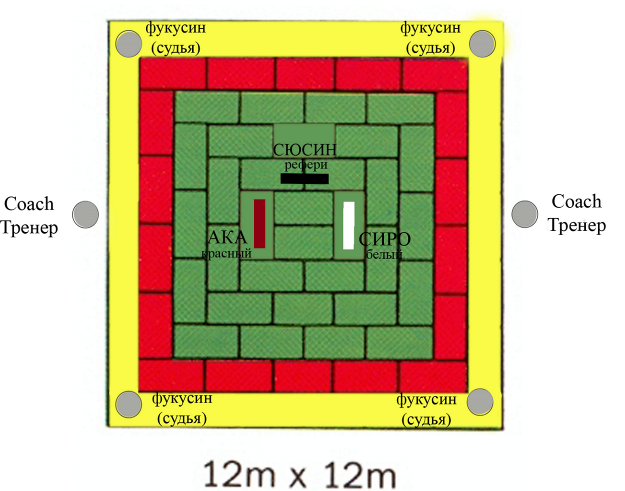 фукусин
(судья)
фукусин
(судья)
СЮСИН
рефери
Coach
Тренер
Coach
Тренер
АКА
красный
СИРО
белый
фукусин
(судья)
фукусин
(судья)
12m x 12m